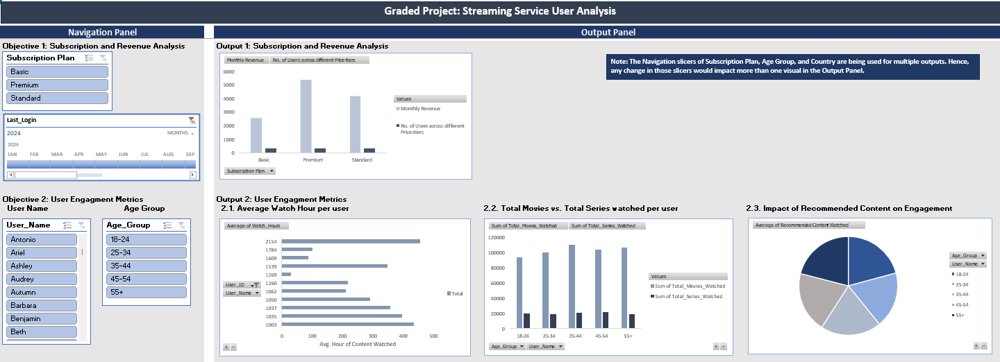 Graded Project: Streaming Service User Analysis
Navigation Panel
Output Panel
Objective 1: Subscription and Revenue Analysis
Subscription Plan
Basic
Premium
Standard
Last_Login
2024
MONTHS
2024
JAN FEB MAR APR MAY JUN JUL AUG SEP
Output 1: Subscription and Revenue Analysis
Monthly Revenue No. of Users across different Price-tiers
6000
5000
4000
3000
2000
1000
0
Basic Premium Standard
Values
Monthly Revenue
No. of Users across different
Price-tiers
Subscription Plan
Note: The Navigation slicers of Subscription Plan, Age Group, and Country are being used for multiple outputs. Hence,
any change in those slicers would impact more than one visual in the Output Panel.
Objective 2: User Engagment Metrics
User Name Age Group
User_Name
Antonio
Ariel
Ashley
Audrey
Autumn
Barbara
Benjamin
Beth
Age_Group
18-24
25-34
35-44
45-54
55+
Output 2: User Engagment Metrics
2.1. Average Watch Hour per user
Average of Watch_Hours
2154
1784
1609
1539
1269
1260
1062
1050
1037
1035
1003
User_ID
User_Name
Total
0 100 200 300 400 500
Avg. Hour of Content Watched
2.2. Total Movies vs. Total Series watched per user
Sum of Total_Movies_Watched Sum of Total_Series_Watched
120000
100000
80000
60000
40000
20000
0
18-24 25-34 35-44 45-54 55+
Values
Sum of Total_Movies_Watched
Sum of Total_Series_Watched
Age_Group User_Name
2.3. Impact of Recommended Content on Engagement
Average of Recommended Content Watched
Age_Group
User_Name
18-24
25-34
35-44
45-54
55+